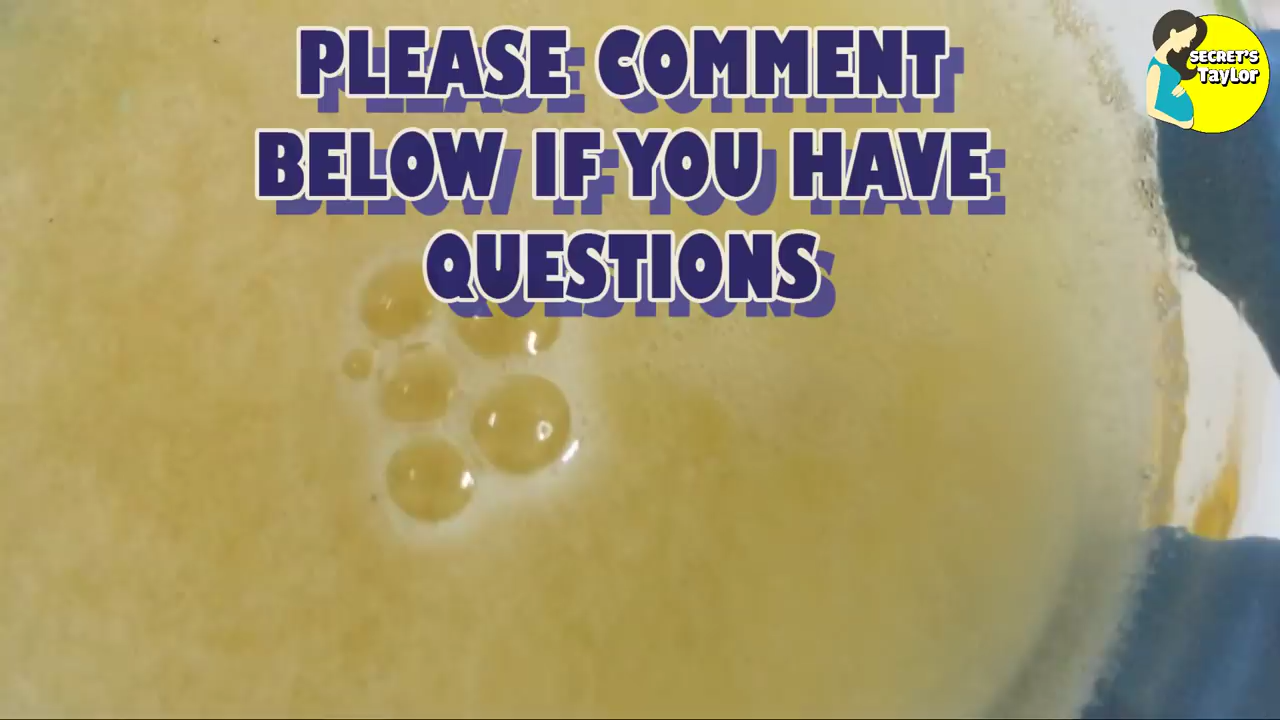 PLEASE COMMENT
BELOW IF YOU HAVE
QUESTIONS
SECRET'S
TayLor